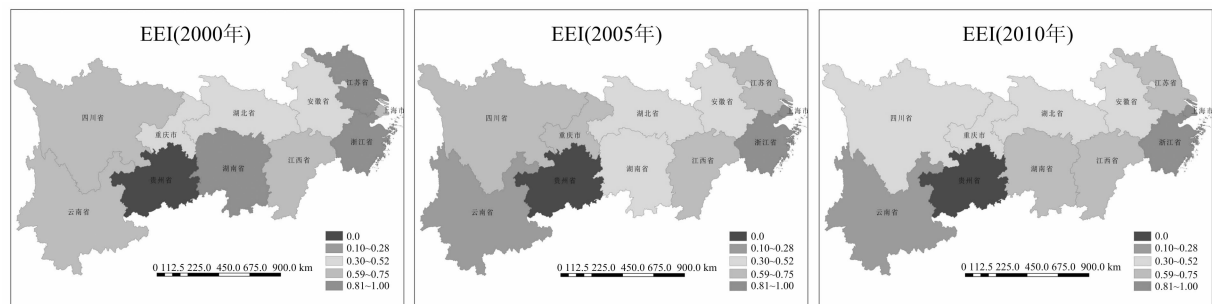 EEI(2000年)
江苏省
安徽省
上海市
四川省
湖北省
重庆市
浙江省
江西省
湖南省
贵州省
云南省
0.0
0.10~0.28
0.30~0.52
0.59~0.75
0.81~1.00
0 112.5 225.0 450.0 675.0 900.0 km
EEI(2005年)
江苏省
安徽省
上海市
四川省
湖北省
重庆市
浙江省
江西省
湖南省
贵州省
云南省
0.0
0.10~0.28
0.30~0.52
0.59~0.75
0.81~1.00
0 112.5 225.0 450.0 675.0 900.0 km
EEI(2010年)
江苏省
安徽省
上海市
四川省
湖北省
重庆市
浙江省
江西省
湖南省
贵州省
云南省
0.0
0.10~0.28
0.30~0.52
0.59~0.75
0.81~1.00
0 112.5 225.0 450.0 675.0 900.0 km